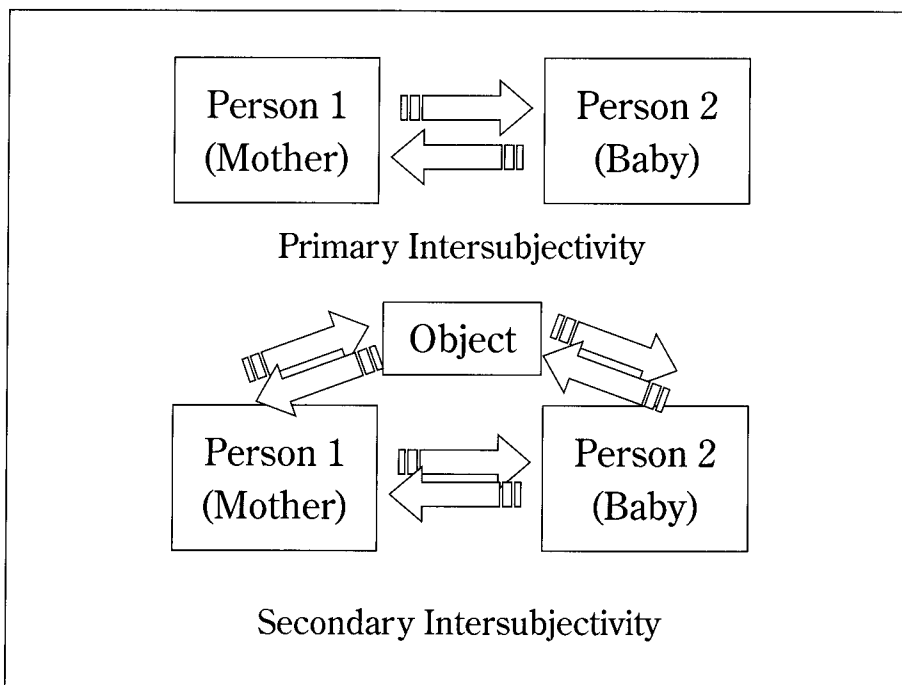 Person 1
(Mother)
Person 2
(Baby)
Primary Intersubjectivity
Object
Person 1
(Mother)
Person 2
(Baby)
Secondary Intersubjectivity